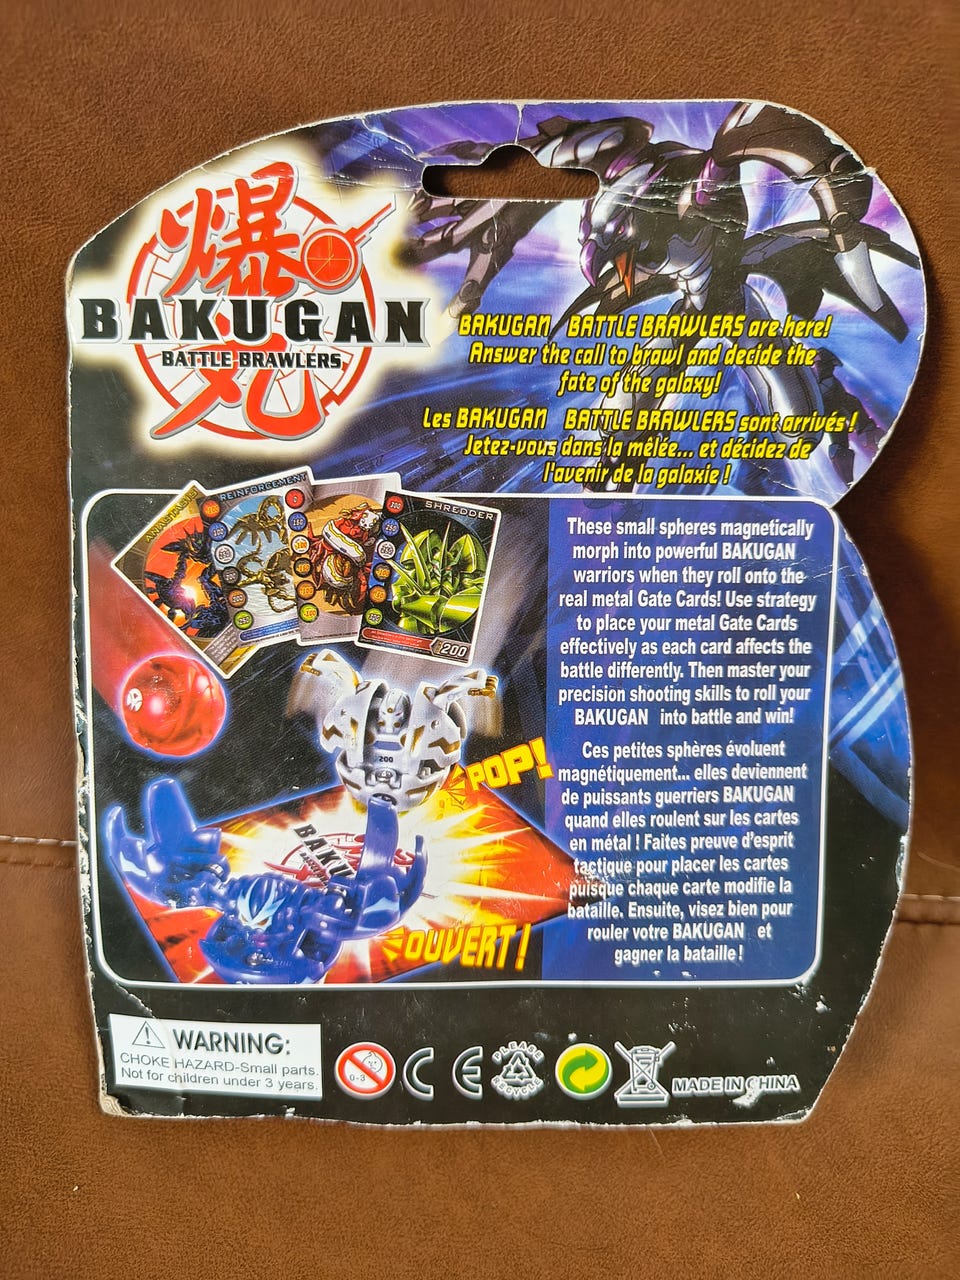 爆
BAKUGAN
BATTLE BRAWLERS
丸
BAKUGAN BATTLE BRAWLERS are here!
Answer the call to brawl and decide the
fate of the galaxy!
Les BAKUGAN BATTLE BRAWLERS sont arrivés !
Jetez-vous dans la mêlée... et décidez de
l'avenir de la galaxie !
REINFORCEMENT
SHREDDER
200
These small spheres magnetically
morph into powerful BAKUGAN
warriors when they roll onto the
real metal Gate Cards! Use strategy
to place your metal Gate Cards
effectively as each card affects the
battle differently. Then master your
precision shooting skills to roll your
BAKUGAN into battle and win!
200
POP!
Ces petites sphères évoluent
magnétiquement... elles deviennent
de puissants guerriers BAKUGAN
quand elles roulent sur les cartes
en métal ! Faites preuve d'esprit
tactique pour placer les cartes
puisque chaque carte modifie la
bataille. Ensuite, visez bien pour
rouler votre BAKUGAN et
gagner la bataille !
OUVERT!
WARNING:
CHOKE HAZARD-Small parts.
Not for children under 3 years.
0-3
CE
PLEASE
RECYCLE
MADE IN CHINA